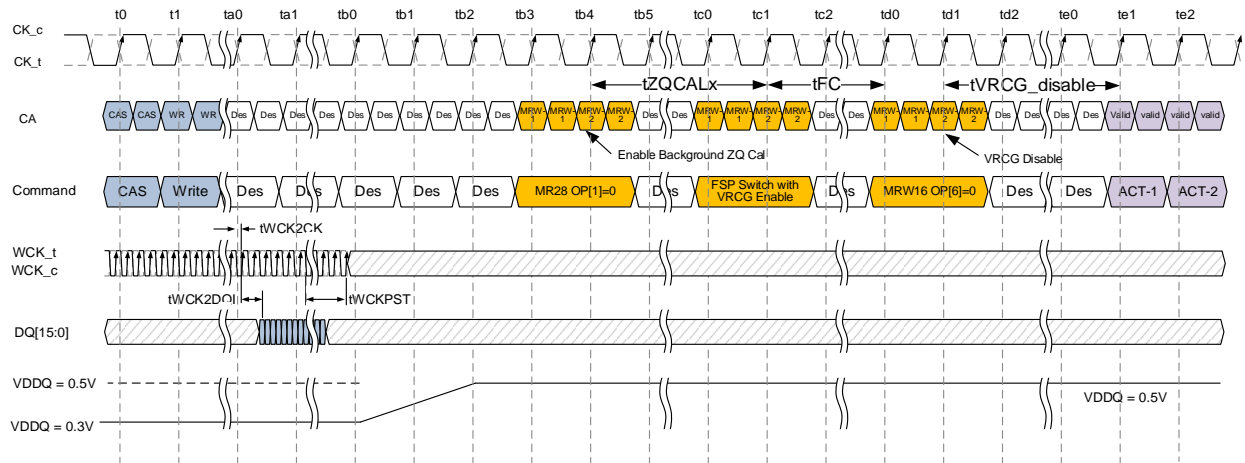 t0 t1 ta0 ta1 tb0 tb1 tb2 tb3 tb4 tb5 tc0 tc1 tc2 td0 td1 td2 te0 te1 te2
CK_c
CK_t
tZQCALx tFC tVRCG_disable
CA CAS CAS WR WR Des Des Des Des Des Des Des Des Des Des MRW-1 MRW-1 MRW-2 MRW-2 Des Des MRW-1 MRW-1 MRW-2 MRW-2 Des Des MRW-1 MRW-1 MRW-2 MRW-2 Des Des Des Des Valid valid valid valid
Enable Background ZQ Cal VRCG Disable
Command CAS Write Des Des Des Des Des MR28 OP[1]=0 Des FSP Switch with VRCG Enable Des MRW16 OP[6]=0 Des Des ACT-1 ACT-2
tWCK2CK
WCK_t
WCK_c
tWCK2DQI tWCKPST
DQ[15:0]
VDDQ = 0.5V
VDDQ = 0.5V
VDDQ = 0.3V